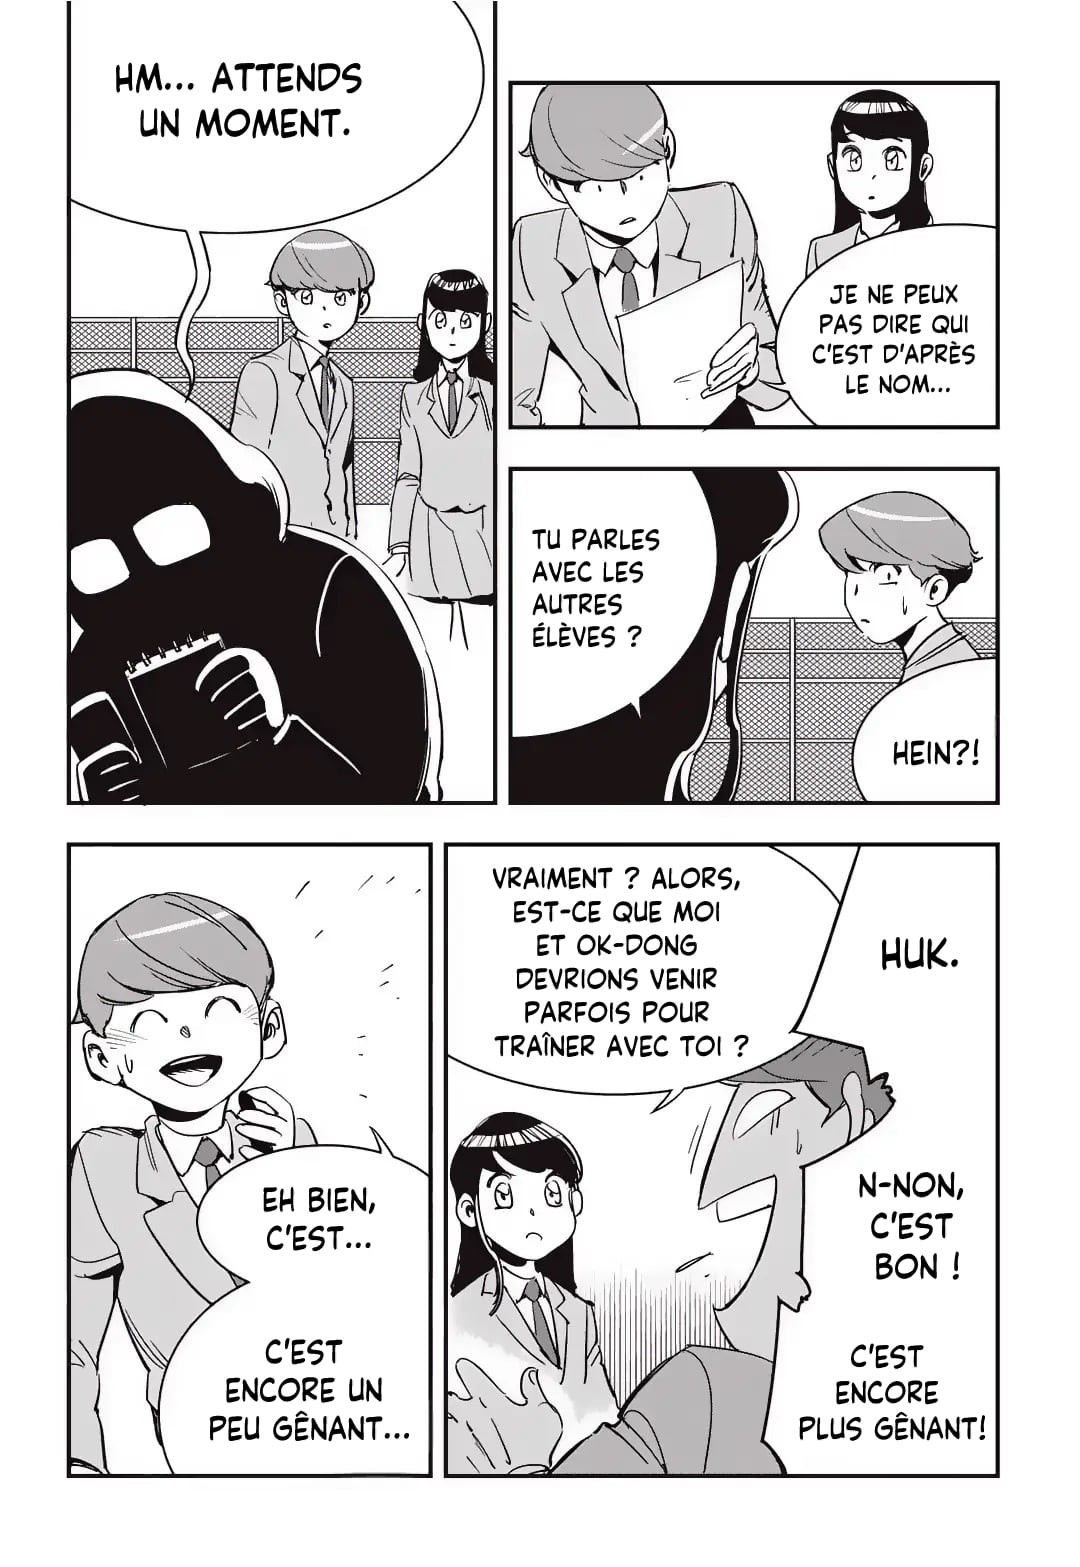 HM... ATTENDS
UN MOMENT.
JE NE PEUX
PAS DIRE QUI
C'EST D'APRÈS
LE NOM...
TU PARLES
AVEC LES
AUTRES
ÉLÈVES ?
HEIN?!
EH BIEN,
C'EST...
C'EST
ENCORE UN
PEU GÊNANT...
VRAIMENT ? ALORS,
EST-CE QUE MOI
ET OK-DONG
DEVRIONS VENIR
PARFOIS POUR
TRAÎNER AVEC TOI ?
HUK.
N-NON,
C'EST
BON !
C'EST
ENCORE
PLUS GÊNANT!